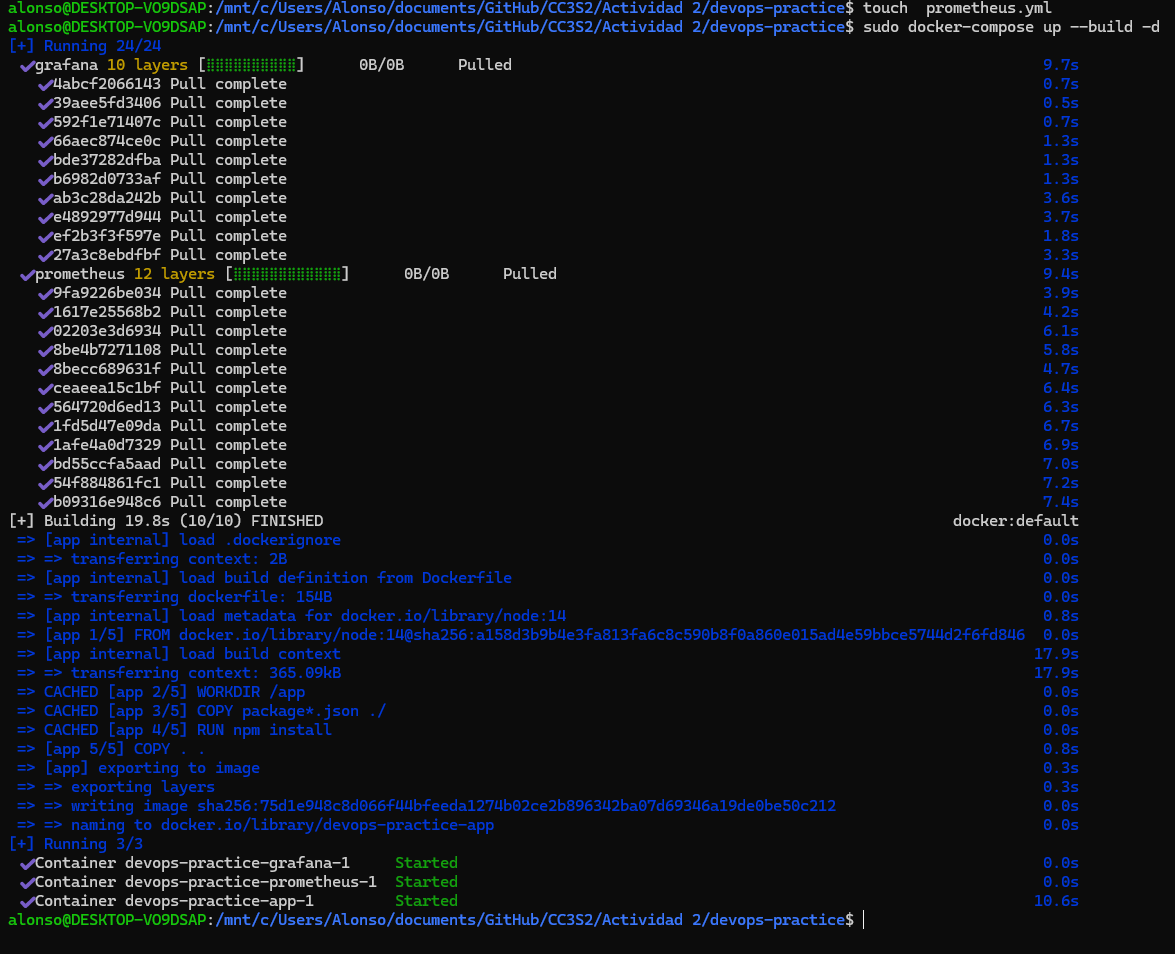 alonso@DESKTOP-VO9DSAP:/mnt/c/Users/Alonso/documents/GitHub/CC3S2/Actividad 2/devops-practice$ touch  prometheus.yml
alonso@DESKTOP-VO9DSAP:/mnt/c/Users/Alonso/documents/GitHub/CC3S2/Actividad 2/devops-practice$ sudo docker-compose up --build -d
[+] Running 24/24
✔grafana 10 layers [⣿⣿⣿⣿⣿⣿⣿⣿⣿⣿]      0B/0B      Pulled 9.7s
✔4abcf2066143 Pull complete 0.7s
✔39aee5fd3406 Pull complete 0.5s
✔592f1e71407c Pull complete 0.7s
✔66aec874ce0c Pull complete 1.3s
✔bde37282dfba Pull complete 1.3s
✔b6982d0733af Pull complete 1.3s
✔ab3c28da242b Pull complete 3.6s
✔e4892977d944 Pull complete 3.7s
✔ef2b3f3f597e Pull complete 1.8s
✔27a3c8ebdfbf Pull complete 3.3s
✔prometheus 12 layers [⣿⣿⣿⣿⣿⣿⣿⣿⣿⣿⣿⣿]      0B/0B      Pulled 9.4s
✔9fa9226be034 Pull complete 3.9s
✔1617e25568b2 Pull complete 4.2s
✔02203e3d6934 Pull complete 6.1s
✔8be4b7271108 Pull complete 5.8s
✔8becc689631f Pull complete 4.7s
✔ceaeea15c1bf Pull complete 6.4s
✔564720d6ed13 Pull complete 6.3s
✔1fd5d47e09da Pull complete 6.7s
✔1afe4a0d7329 Pull complete 6.9s
✔bd55ccfa5aad Pull complete 7.0s
✔54f884861fc1 Pull complete 7.2s
✔b09316e948c6 Pull complete 7.4s
[+] Building 19.8s (10/10) FINISHED docker:default
=> [app internal] load .dockerignore 0.0s
=> => transferring context: 2B 0.0s
=> [app internal] load build definition from Dockerfile 0.0s
=> => transferring dockerfile: 154B 0.0s
=> [app internal] load metadata for docker.io/library/node:14 0.8s
=> [app 1/5] FROM docker.io/library/node:14@sha256:a158d3b9b4e3fa813fa6c8c590b8f0a860e015ad4e59bbce5744d2f6fd8461 0.0s
=> [app internal] load build context 17.9s
=> => transferring context: 365.09kB 17.9s
=> CACHED [app 2/5] WORKDIR /app 0.0s
=> CACHED [app 3/5] COPY package*.json ./ 0.0s
=> CACHED [app 4/5] RUN npm install 0.0s
=> [app 5/5] COPY . . 0.8s
=> [app] exporting to image 0.3s
=> => exporting layers 0.3s
=> => writing image sha256:75d1e948c8d066f44bfeeda1274b02ce2b896342ba07d69346a19de0be50c212 0.0s
=> => naming to docker.io/library/devops-practice-app 0.0s
[+] Running 3/3
✔Container devops-practice-grafana-1     Started 0.0s
✔Container devops-practice-prometheus-1  Started 0.0s
✔Container devops-practice-app-1         Started 10.6s
alonso@DESKTOP-VO9DSAP:/mnt/c/Users/Alonso/documents/GitHub/CC3S2/Actividad 2/devops-practice$